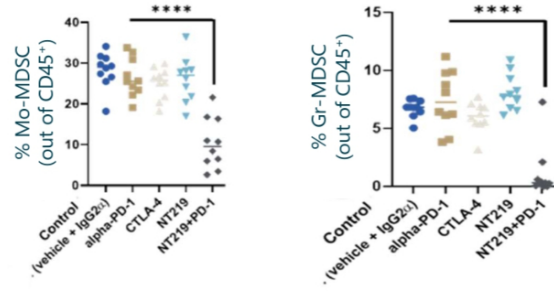 ****
% Mo-MDSC
(out of CD45⁺)
40
30
20
10
0
Control
. (vehicle + IgG2α)
alpha-PD-1
CTLA-4
NT219
NT219+PD-1
****
% Gr-MDSC
(out of CD45⁺)
15
10
5
0
Control
. (vehicle + IgG2α)
alpha-PD-1
CTLA-4
NT219
NT219+PD-1